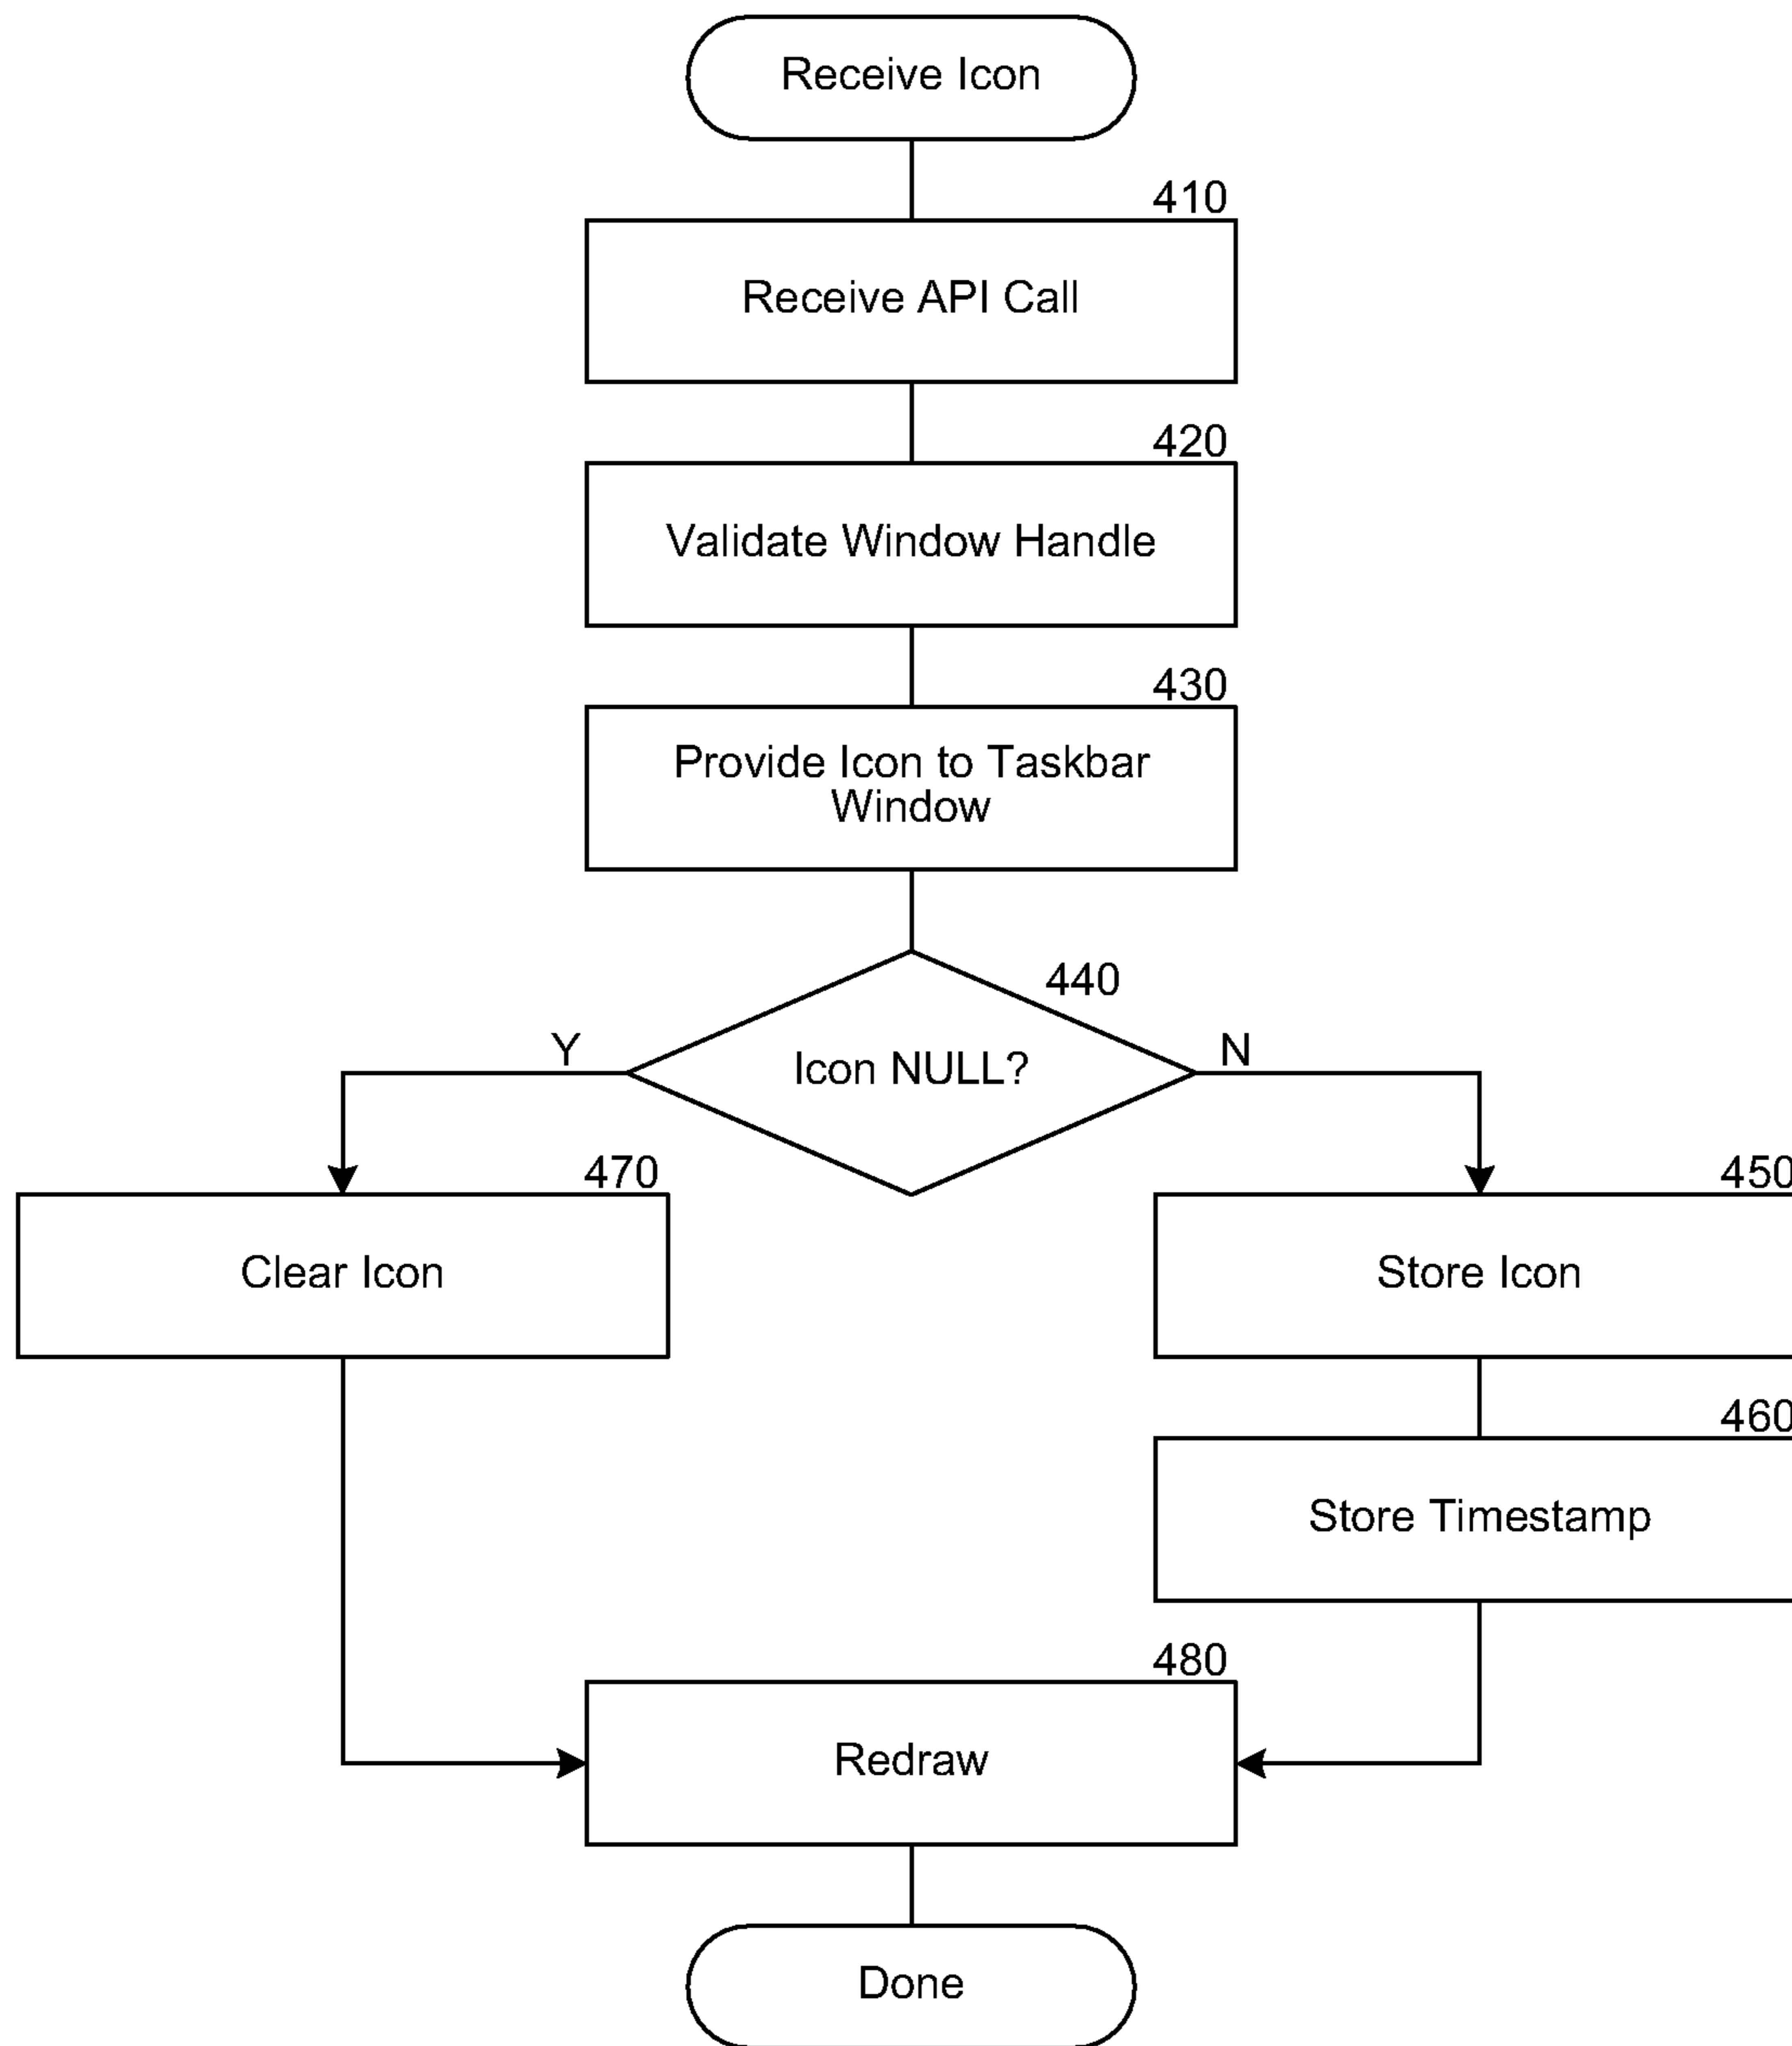 Receive Icon
410
Receive API Call
420
Validate Window Handle
430
Provide Icon to Taskbar
Window
440
Icon NULL?
Y
N
470
Clear Icon
450
Store Icon
460
Store Timestamp
480
Redraw
Done